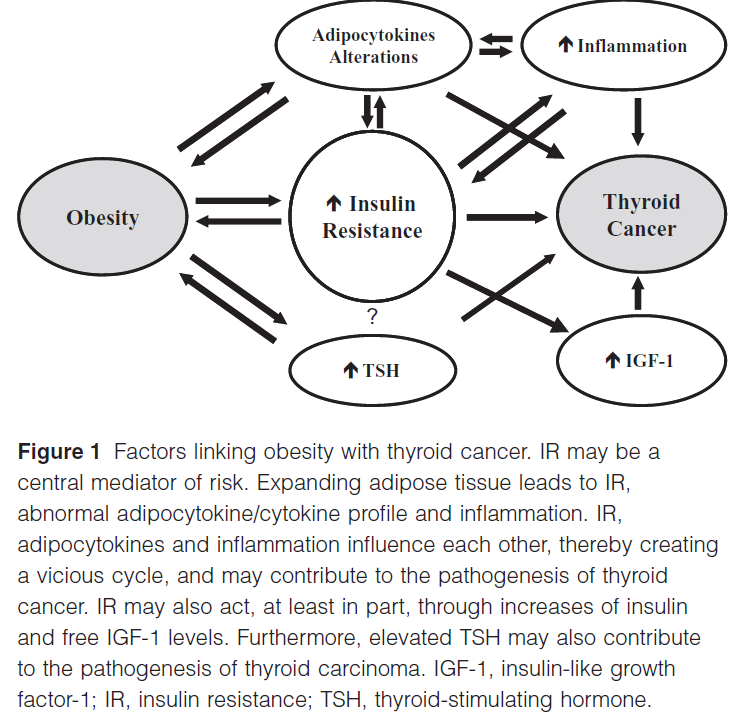 Adipocytokines
Alterations
↑ Inflammation
Obesity
↑ Insulin
Resistance
Thyroid
Cancer
?
↑ TSH
↑ IGF-1
Figure 1 Factors linking obesity with thyroid cancer. IR may be a
central mediator of risk. Expanding adipose tissue leads to IR,
abnormal adipocytokine/cytokine profile and inflammation. IR,
adipocytokines and inflammation influence each other, thereby creating
a vicious cycle, and may contribute to the pathogenesis of thyroid
cancer. IR may also act, at least in part, through increases of insulin
and free IGF-1 levels. Furthermore, elevated TSH may also contribute
to the pathogenesis of thyroid carcinoma. IGF-1, insulin-like growth
factor-1; IR, insulin resistance; TSH, thyroid-stimulating hormone.